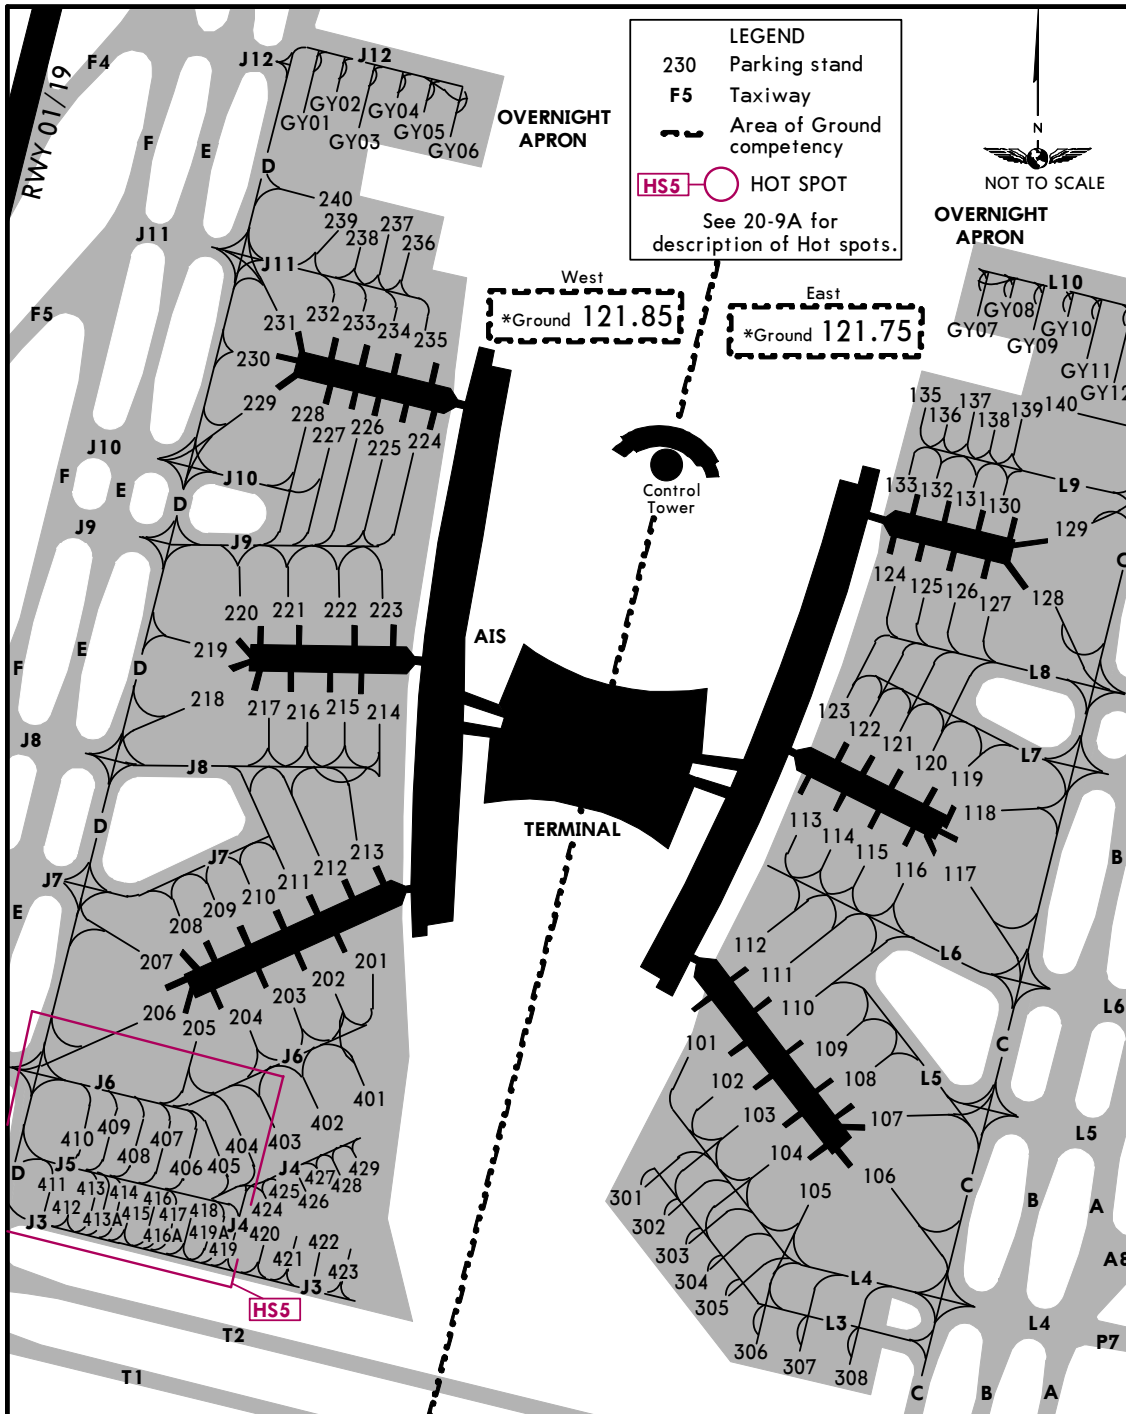 LEGEND
230 Parking stand
F5 Taxiway
Area of Ground
competency
HS5 HOT SPOT
See 20-9A for
description of Hot spots.
N
NOT TO SCALE
RWY 01/19
F4
J12
J12
GY01
GY02
GY03
GY04
GY05
GY06
OVERNIGHT
APRON
F
E
D
240
239
238
237
236
J11
J11
F5
West
*Ground 121.85
East
*Ground 121.75
OVERNIGHT
APRON
L10
GY07
GY08
GY09
GY10
GY11
GY12
231
232
233
234
235
230
229
228
227
226
225
224
J10
J10
F
E
D
J9
J9
Control
Tower
135
136
137
138
139
140
133
132
131
130
L9
129
C
128
124
125
126
127
L8
220
221
222
223
219
218
217
216
215
214
AIS
F
E
D
J8
J8
D
TERMINAL
123
122
121
120
119
118
L7
113
114
115
116
117
B
J7
J7
E
213
212
211
210
209
208
207
206
205
204
203
202
201
112
111
110
109
108
107
106
101
102
103
104
105
L6
L6
C
L5
L5
J6
J6
401
402
403
404
405
406
407
408
409
410
J5
D
411
412
413
413A
414
415
416
416A
417
418
419A
419
J4
J4
420
421
422
423
424
425
426
427
428
429
J3
J3
HS5
301
302
303
304
305
306
307
308
L4
L4
L3
C
B
A
A8
P7
C
B
A
T2
T1